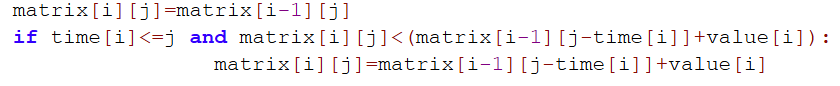 matrix[i][j]=matrix[i-1][j]
if time[i]<=j and matrix[i][j]<(matrix[i-1][j-time[i]]+value[i]):
matrix[i][j]=matrix[i-1][j-time[i]]+value[i]